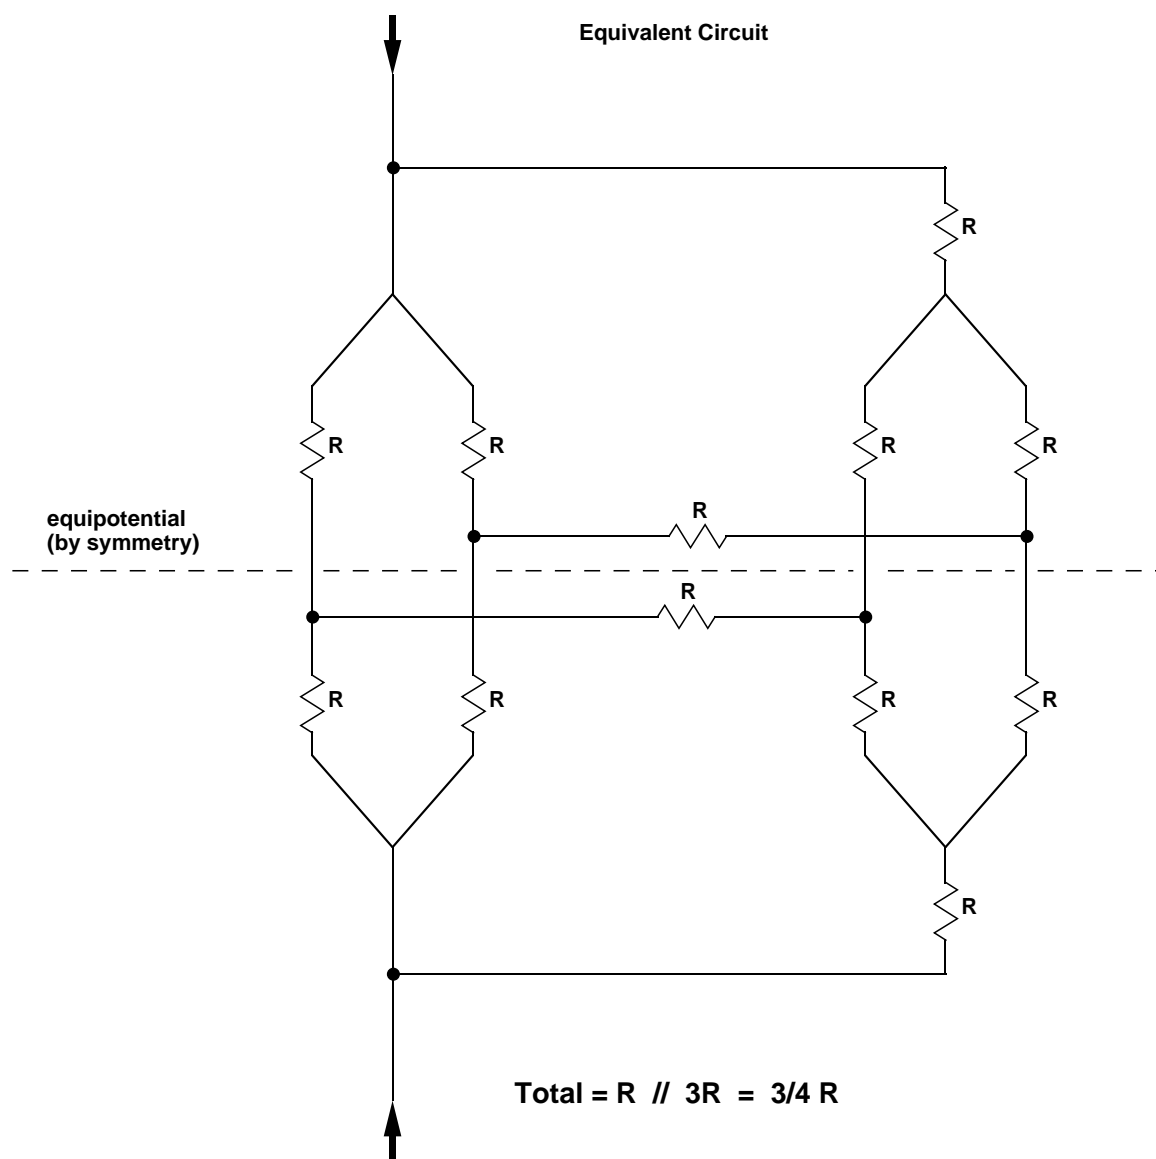 Equivalent Circuit
R
R
R
R
R
R
equipotential
(by symmetry)
R
R
R
R
R
R
Total = R // 3R = 3/4 R